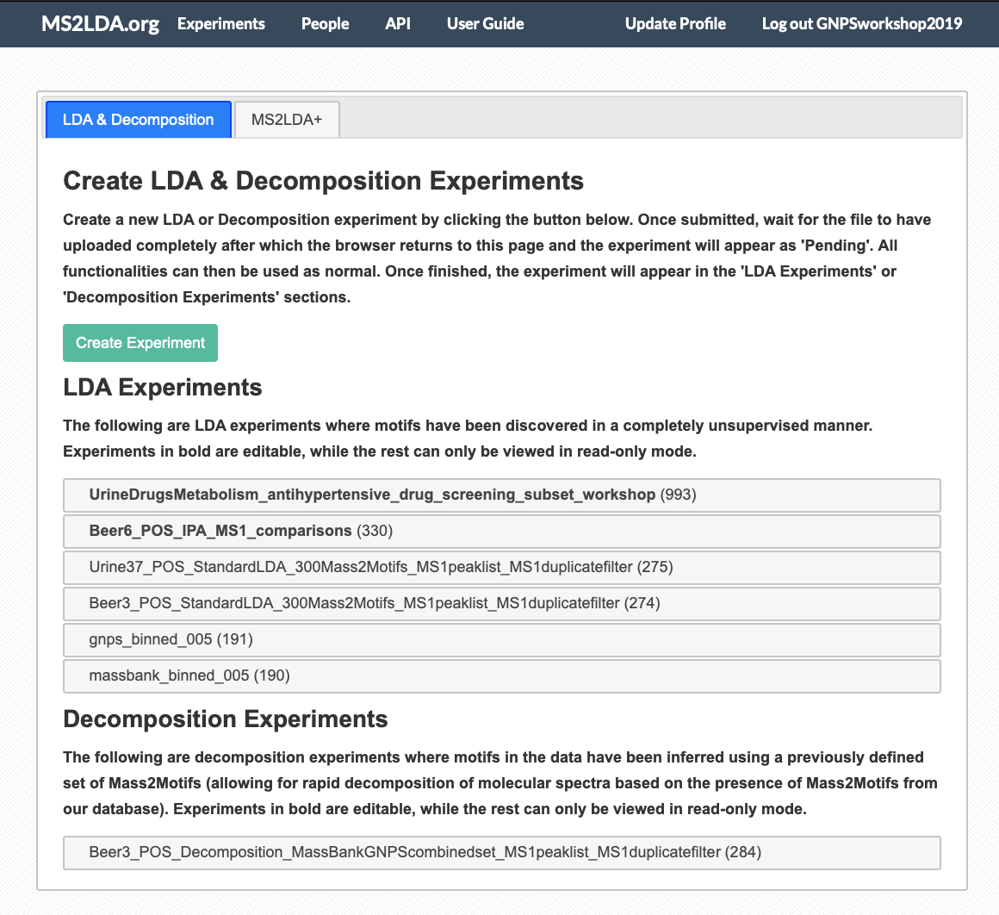 MS2LDA.org Experiments People API User Guide Update Profile Log out GNPSworkshop2019
LDA & Decomposition MS2LDA+
Create LDA & Decomposition Experiments
Create a new LDA or Decomposition experiment by clicking the button below. Once submitted, wait for the file to have
uploaded completely after which the browser returns to this page and the experiment will appear as 'Pending'. All
functionalities can then be used as normal. Once finished, the experiment will appear in the 'LDA Experiments' or
'Decomposition Experiments' sections.
Create Experiment
LDA Experiments
The following are LDA experiments where motifs have been discovered in a completely unsupervised manner.
Experiments in bold are editable, while the rest can only be viewed in read-only mode.
UrineDrugsMetabolism_antihypertensive_drug_screening_subset_workshop (993)
Beer6_POS_IPA_MS1_comparisons (330)
Urine37_POS_StandardLDA_300Mass2Motifs_MS1peaklist_MS1duplicatefilter (275)
Beer3_POS_StandardLDA_300Mass2Motifs_MS1peaklist_MS1duplicatefilter (274)
gnps_binned_005 (191)
massbank_binned_005 (190)
Decomposition Experiments
The following are decomposition experiments where motifs in the data have been inferred using a previously defined
set of Mass2Motifs (allowing for rapid decomposition of molecular spectra based on the presence of Mass2Motifs from
our database). Experiments in bold are editable, while the rest can only be viewed in read-only mode.
Beer3_POS_Decomposition_MassBankGNPScombinedset_MS1peaklist_MS1duplicatefilter (284)